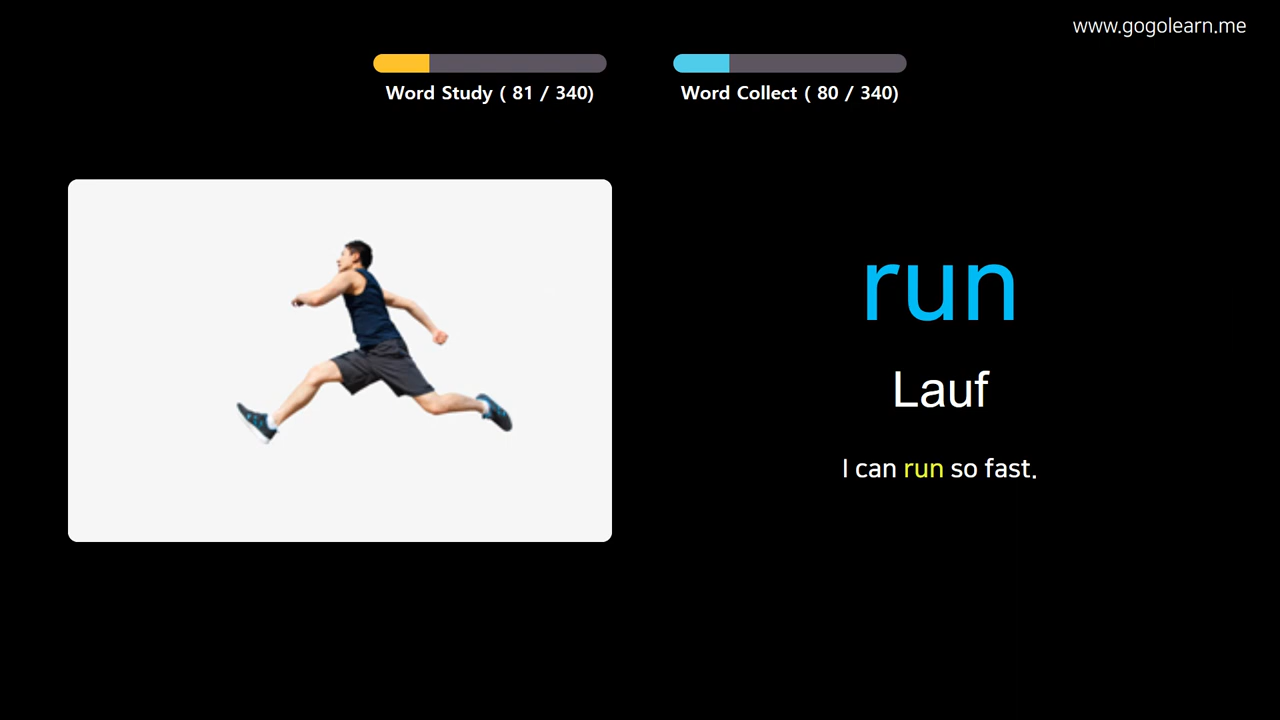 www.gogolearn.me
Word Study ( 81 / 340)
Word Collect ( 80 / 340)
run
Lauf
I can run so fast.